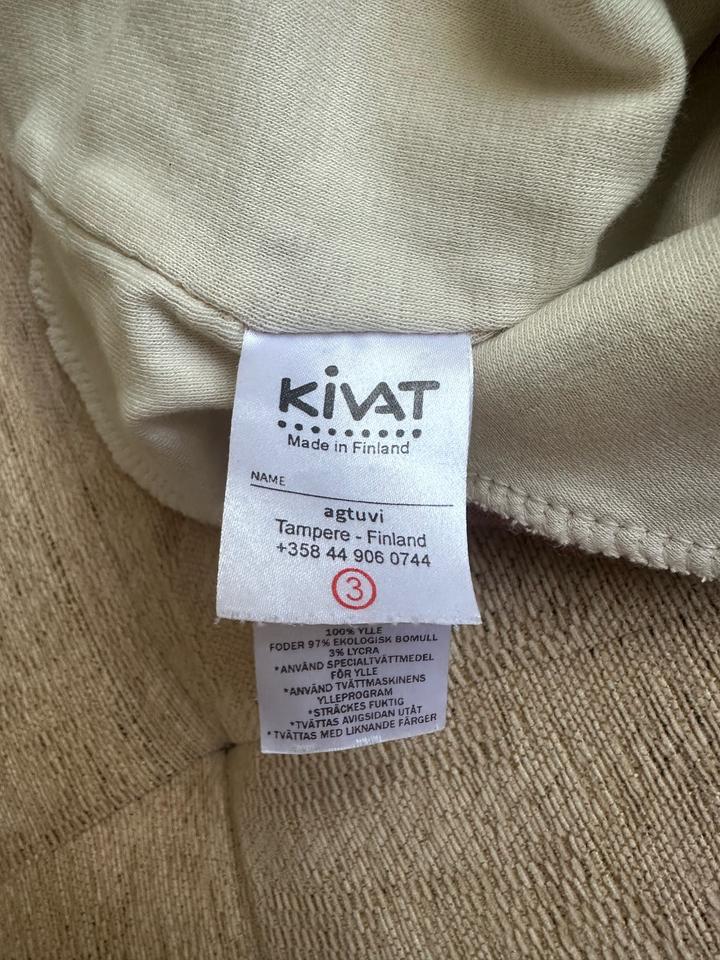 KIVAT
Made in Finland
NAME
agtuvi
Tampere - Finland
+358 44 906 0744
3
100% YLLE
FODER 97% EKOLOGISK BOMULL
3% LYCRA
*ANVÄND SPECIALTVÄTTMEDEL
FÖR YLLE
*ANVÄND TVÄTTMASKINENS
YLLEPROGRAM
*STRÄCKES FUKTIG
*TVÄTTAS AVIGSIDAN UTÅT
*TVÄTTAS MED LIKNANDE FÄRGER